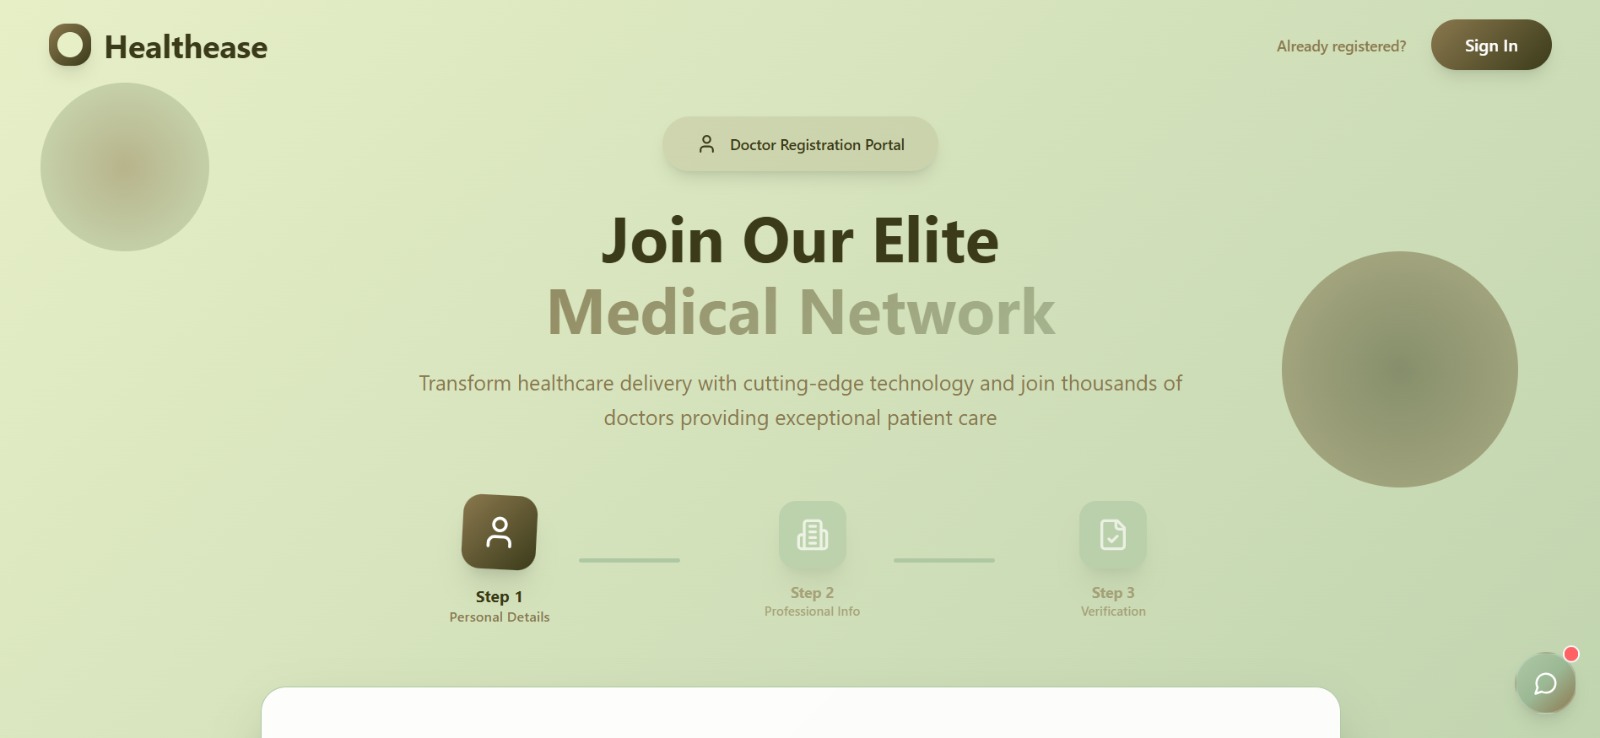 Healthease
Already registered?
Sign In
Doctor Registration Portal
Join Our Elite
Medical Network
Transform healthcare delivery with cutting-edge technology and join thousands of
doctors providing exceptional patient care
Step 1
Personal Details
Step 2
Professional Info
Step 3
Verification